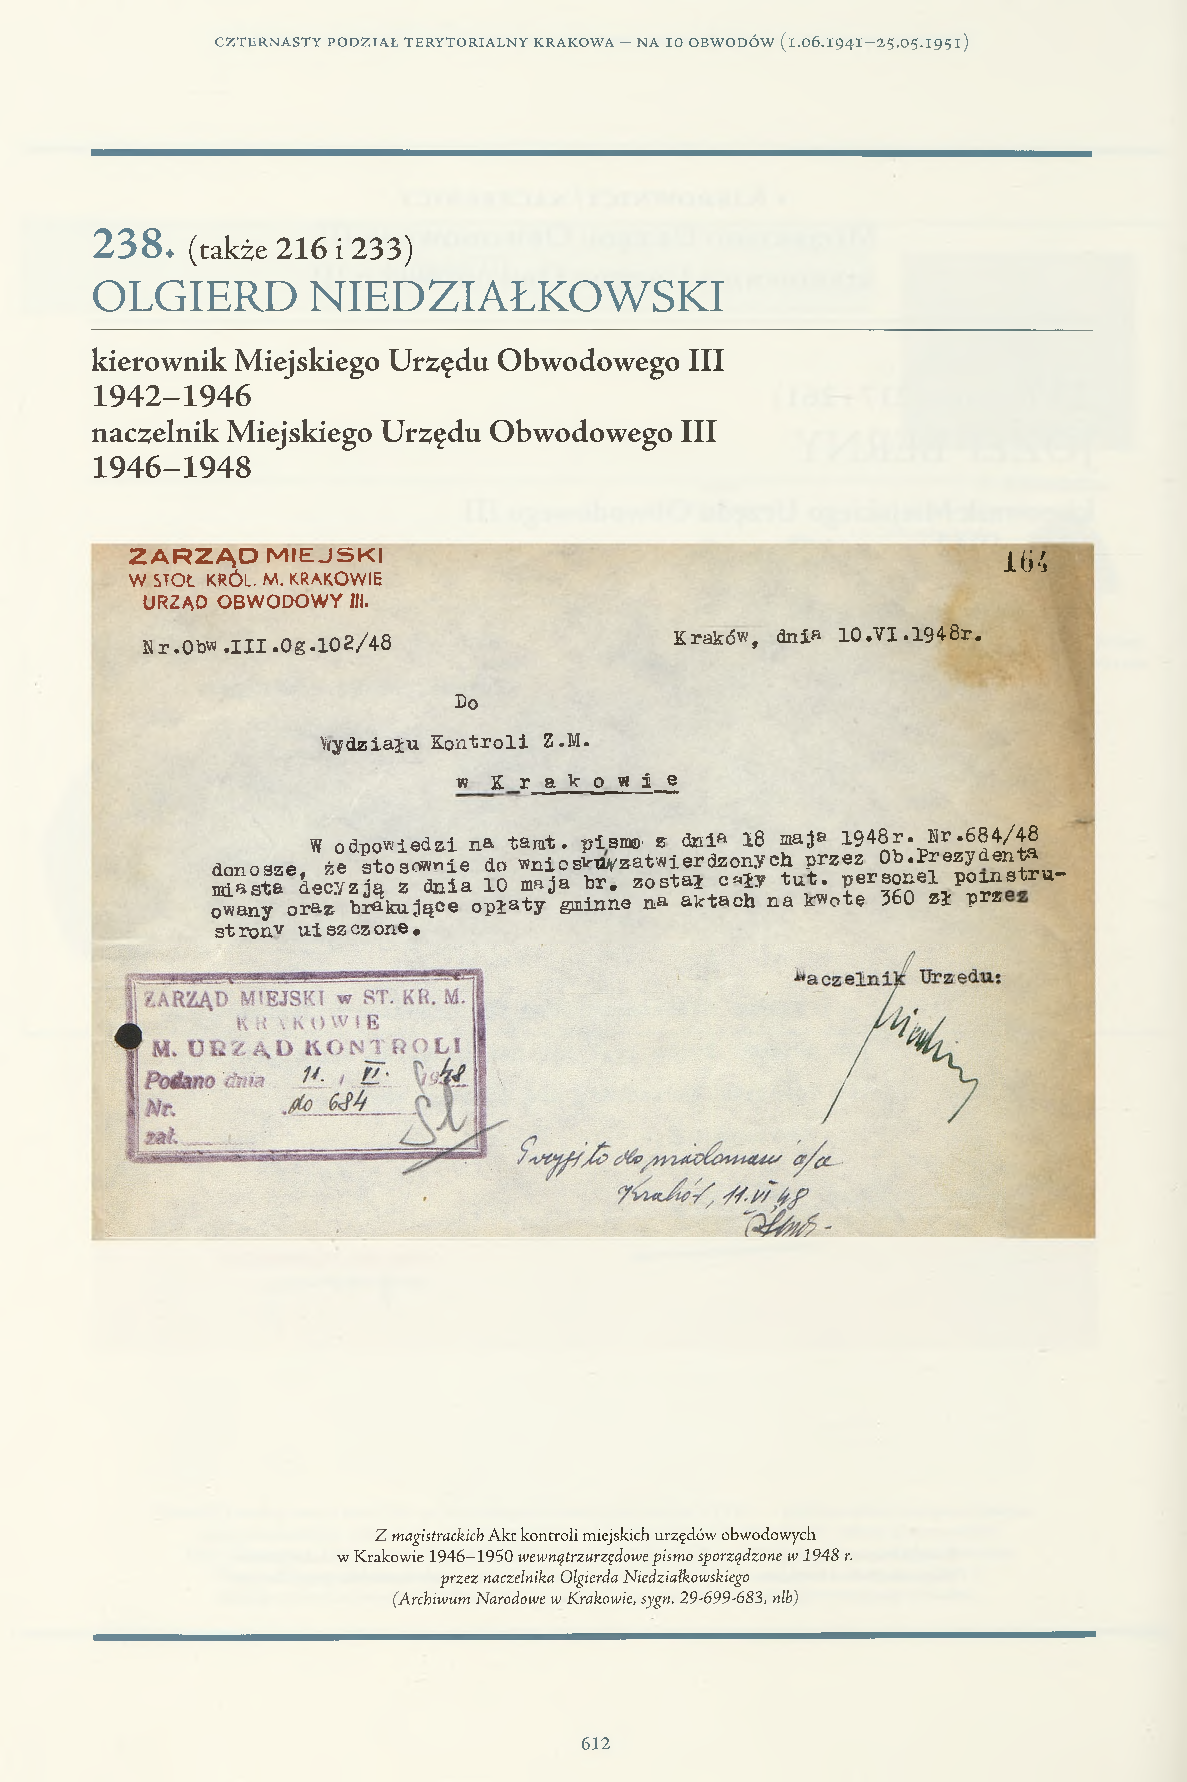 CZTERNASTY PODZIAŁ TERYTORIALNY KRAKOWA — NA 10 OBWODÓW (1.06.1941—25.05.1951)
238. (także 216 i 233)
OLGIERD NIEDZIAŁKOWSKI
kierownik Miejskiego Urzędu Obwodowego III
1942–1946
naczelnik Miejskiego Urzędu Obwodowego III
1946–1948
ZARZĄD MIEJSKI
W STOŁ. KRÓL. M. KRAKOWIE
URZĄD OBWODOWY III.
164
Nr.Obw.III.Og.102/48
Kraków, dnia 10.VI.1948r.
Do
Wydziału Kontroli Z.M.
w Krakowie
W odpowiedzi na tamt. pismo z dnia 18 maja 1948r. Nr.684/48
donosze, że stosownie do zatwierdzonych przez Ob.Prezydenta
miasta decyzją z dnia 10 maja br. został cały tut. personel poinstru-
owany oraz brakujące opłaty gminne na aktach na kwotę 360 zł przez
strony uiszczone.
Naczelnik Urzedu:
ZARZĄD MIEJSKI w ST. KR. M.
KRAKOWIE
M. URZĄD KONTROLI
Podano dnia 11. VI. 1948
Nr. do 684
zał.
Przyjęto do wiadomości a/a
Kraków, 11.VI.48
Z magistrackich Akt kontroli miejskich urzędów obwodowych
w Krakowie 1946–1950 wewnątrzurzędowe pismo sporządzone w 1948 r.
przez naczelnika Olgierda Niedziałkowskiego
(Archiwum Narodowe w Krakowie, sygn. 29-699-683, nlb)
612